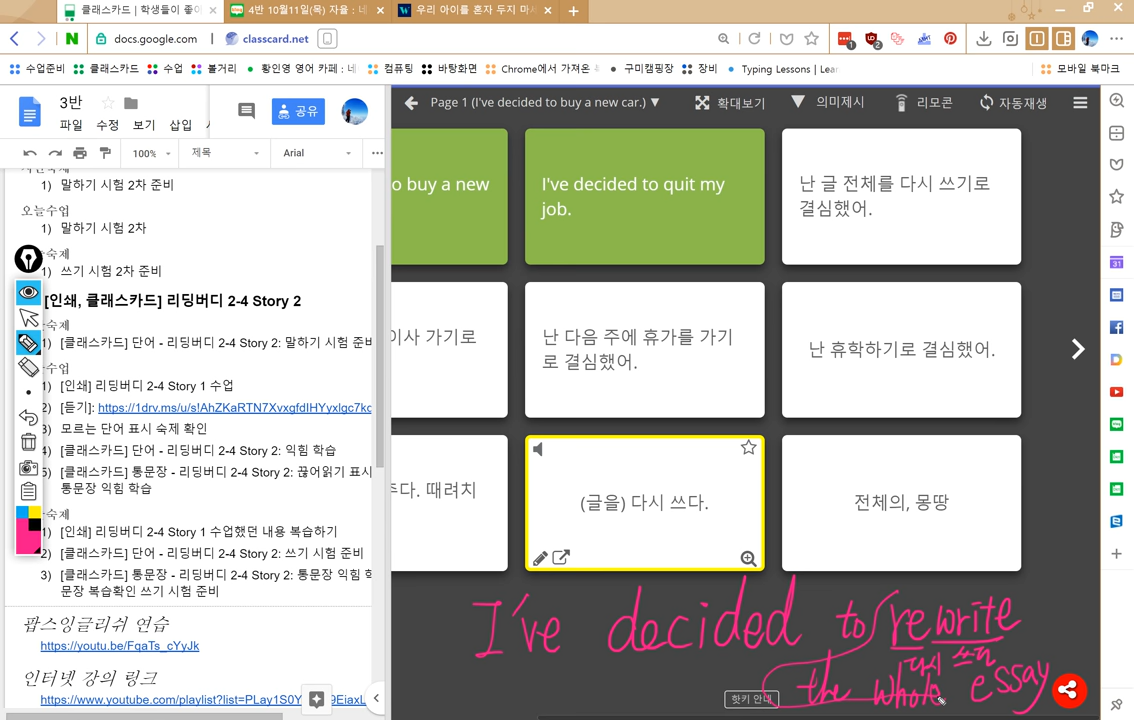 클래스카드 | 학생들이 좋아
4반 10월11일(목) 자율 : 네
우리 아이를 혼자 두지 마세
docs.google.com
classcard.net
수업준비
클래스카드
수업
볼거리
황인영 영어 카페 : 네
컴퓨팅
바탕화면
Chrome에서 가져온
구미캠핑장
장비
Typing Lessons | Lear
모바일 북마크
3반
파일 수정 보기 삽입
공유
100%
제목
Arial
1) 말하기 시험 2차 준비
오늘수업
1) 말하기 시험 2차
숙제
1) 쓰기 시험 2차 준비
[인쇄, 클래스카드] 리딩버디 2-4 Story 2
숙제
1) [클래스카드] 단어 - 리딩버디 2-4 Story 2: 말하기 시험 준비
수업
1) [인쇄] 리딩버디 2-4 Story 1 수업
2) [듣기]: https://1drv.ms/u/s!AhZKaRTN7XvxgfdIHYyxlgc7kc
3) 모르는 단어 표시 숙제 확인
4) [클래스카드] 단어 - 리딩버디 2-4 Story 2: 익힘 학습
5) [클래스카드] 통문장 - 리딩버디 2-4 Story 2: 끊어읽기 표시
통문장 익힘 학습
숙제
1) [인쇄] 리딩버디 2-4 Story 1 수업했던 내용 복습하기
2) [클래스카드] 단어 - 리딩버디 2-4 Story 2: 쓰기 시험 준비
3) [클래스카드] 통문장 - 리딩버디 2-4 Story 2: 통문장 익힘 학
문장 복습확인 쓰기 시험 준비
팝스잉글리쉬 연습
https://youtu.be/FqaTs_cYyJk
인터넷 강의 링크
https://www.youtube.com/playlist?list=PLay1S0Y
9EiaxL
Page 1 (I've decided to buy a new car.) ▼
확대보기
의미제시
리모콘
자동재생
o buy a new
I've decided to quit my
job.
난 글 전체를 다시 쓰기로
결심했어.
이사 가기로
난 다음 주에 휴가를 가기
로 결심했어.
난 휴학하기로 결심했어.
두다. 때려치
(글을) 다시 쓰다.
전체의, 몽땅
I've decided to rewrite
다시 쓰다
the whole essay
핫키 안내